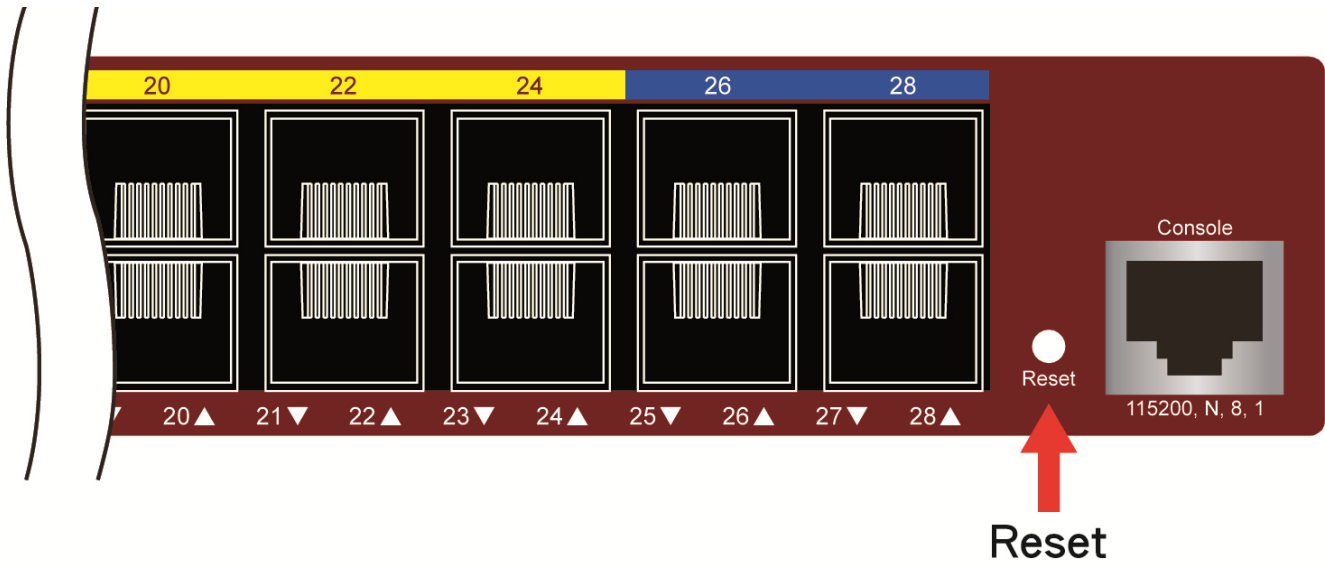 20 22 24 26 28
Console
Reset
115200, N, 8, 1
20▲ 21▼ 22▲ 23▼ 24▲ 25▼ 26▲ 27▼ 28▲
Reset